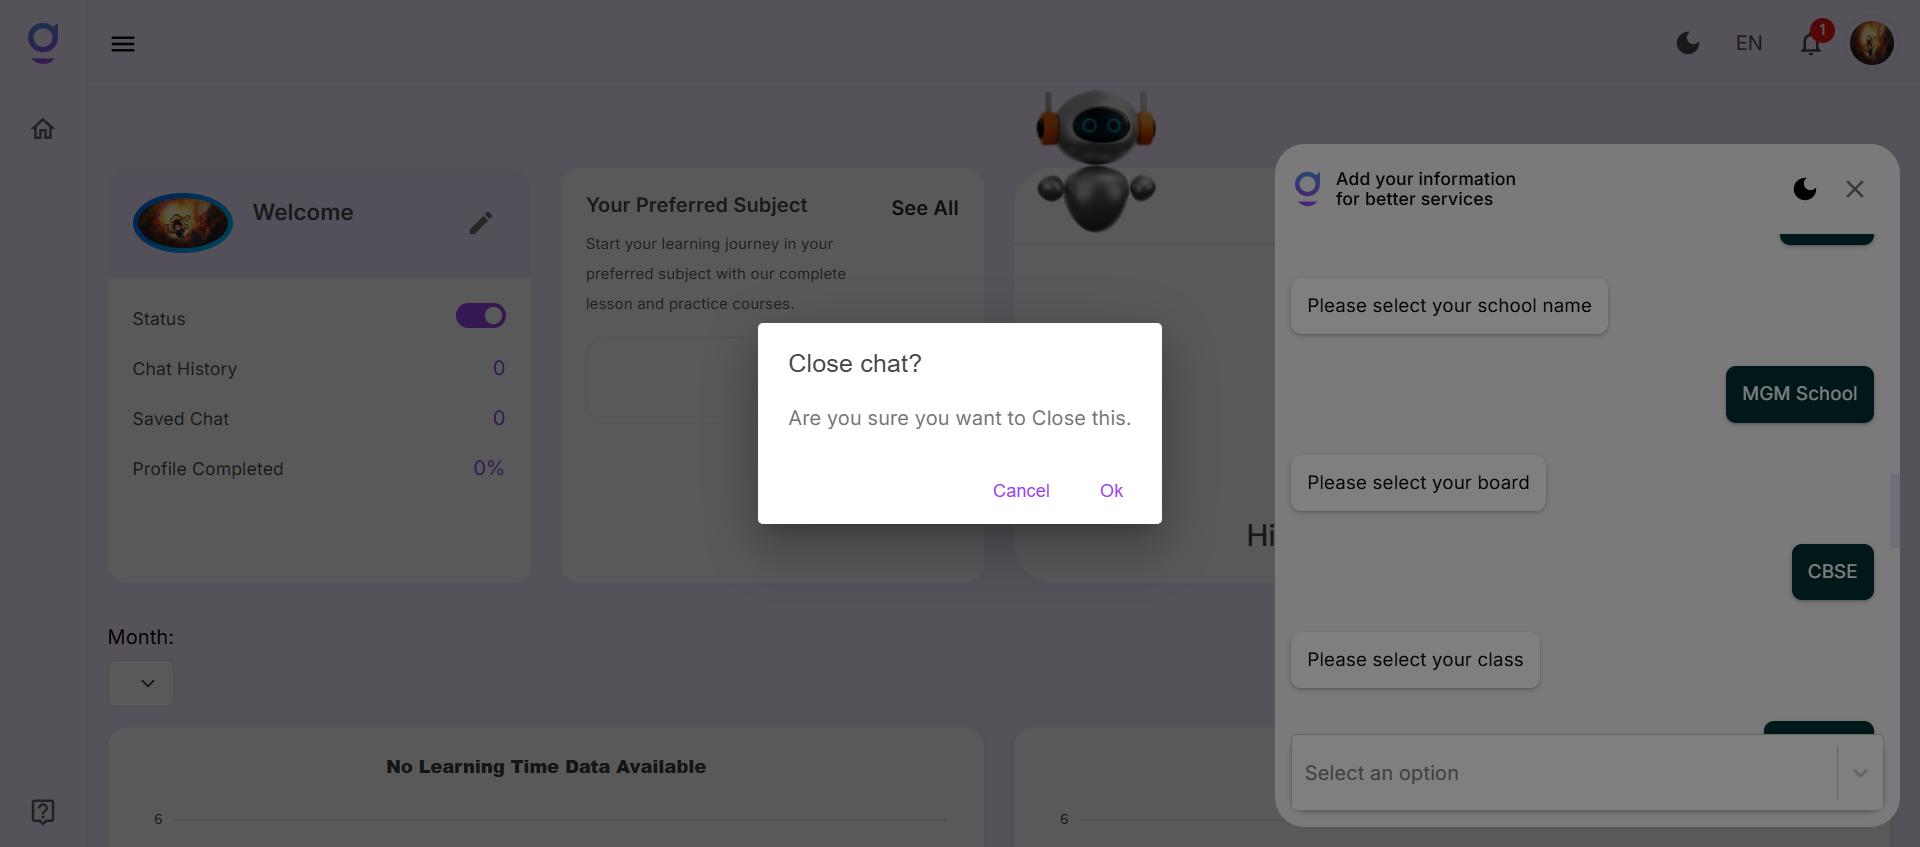 EN
1
Welcome
Status
Chat History 0
Saved Chat 0
Profile Completed 0%
Your Preferred Subject
See All
Start your learning journey in your
preferred subject with our complete
lesson and practice courses.
Hi
Close chat?
Are you sure you want to Close this.
Cancel
Ok
Add your information
for better services
Please select your school name
MGM School
Please select your board
CBSE
Please select your class
Select an option
Month:
No Learning Time Data Available
6
6